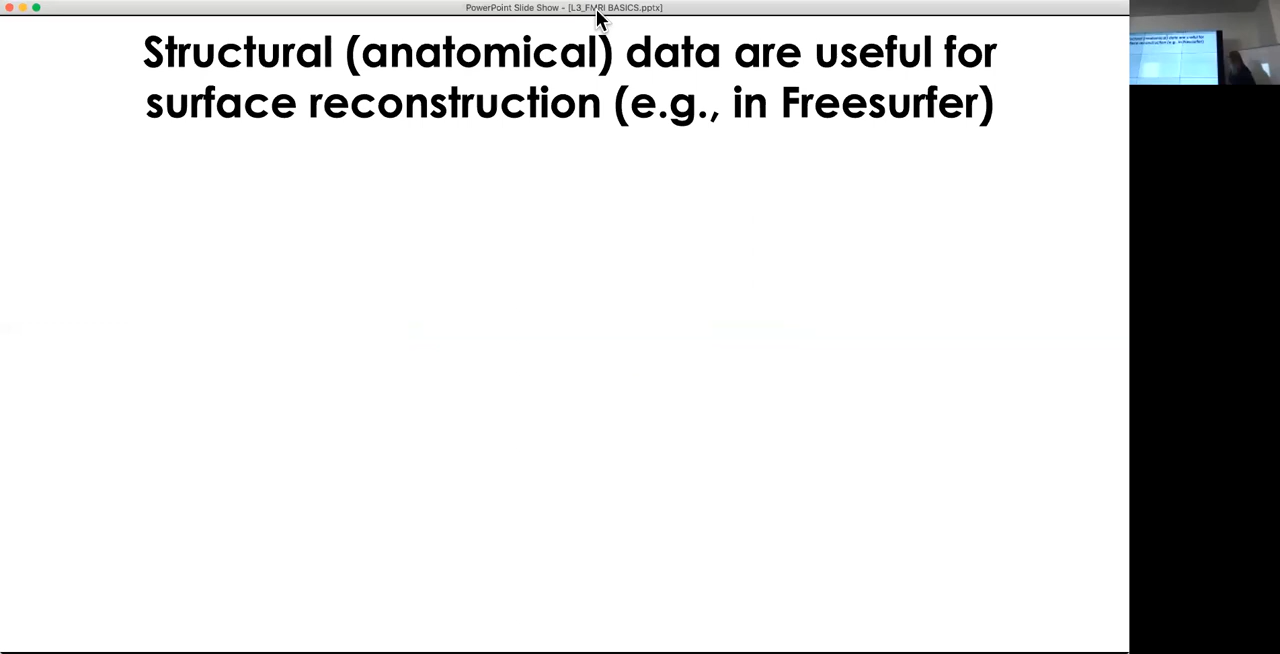 PowerPoint Slide Show - [L3_FMRI BASICS.pptx]
Structural (anatomical) data are useful for
surface reconstruction (e.g., in Freesurfer)